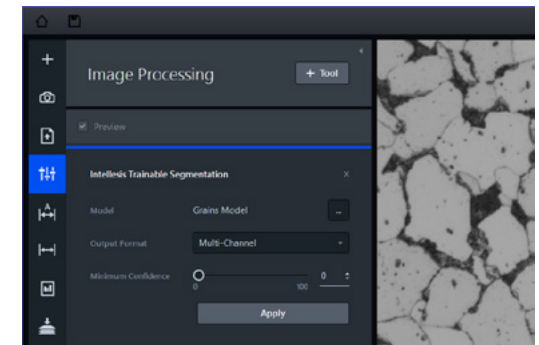 Image Processing
+ Tool
Preview
Intellesis Trainable Segmentation
x
Model
Grains Model
...
Output Format
Multi-Channel
Minimum Confidence
0
0
100
Apply
A